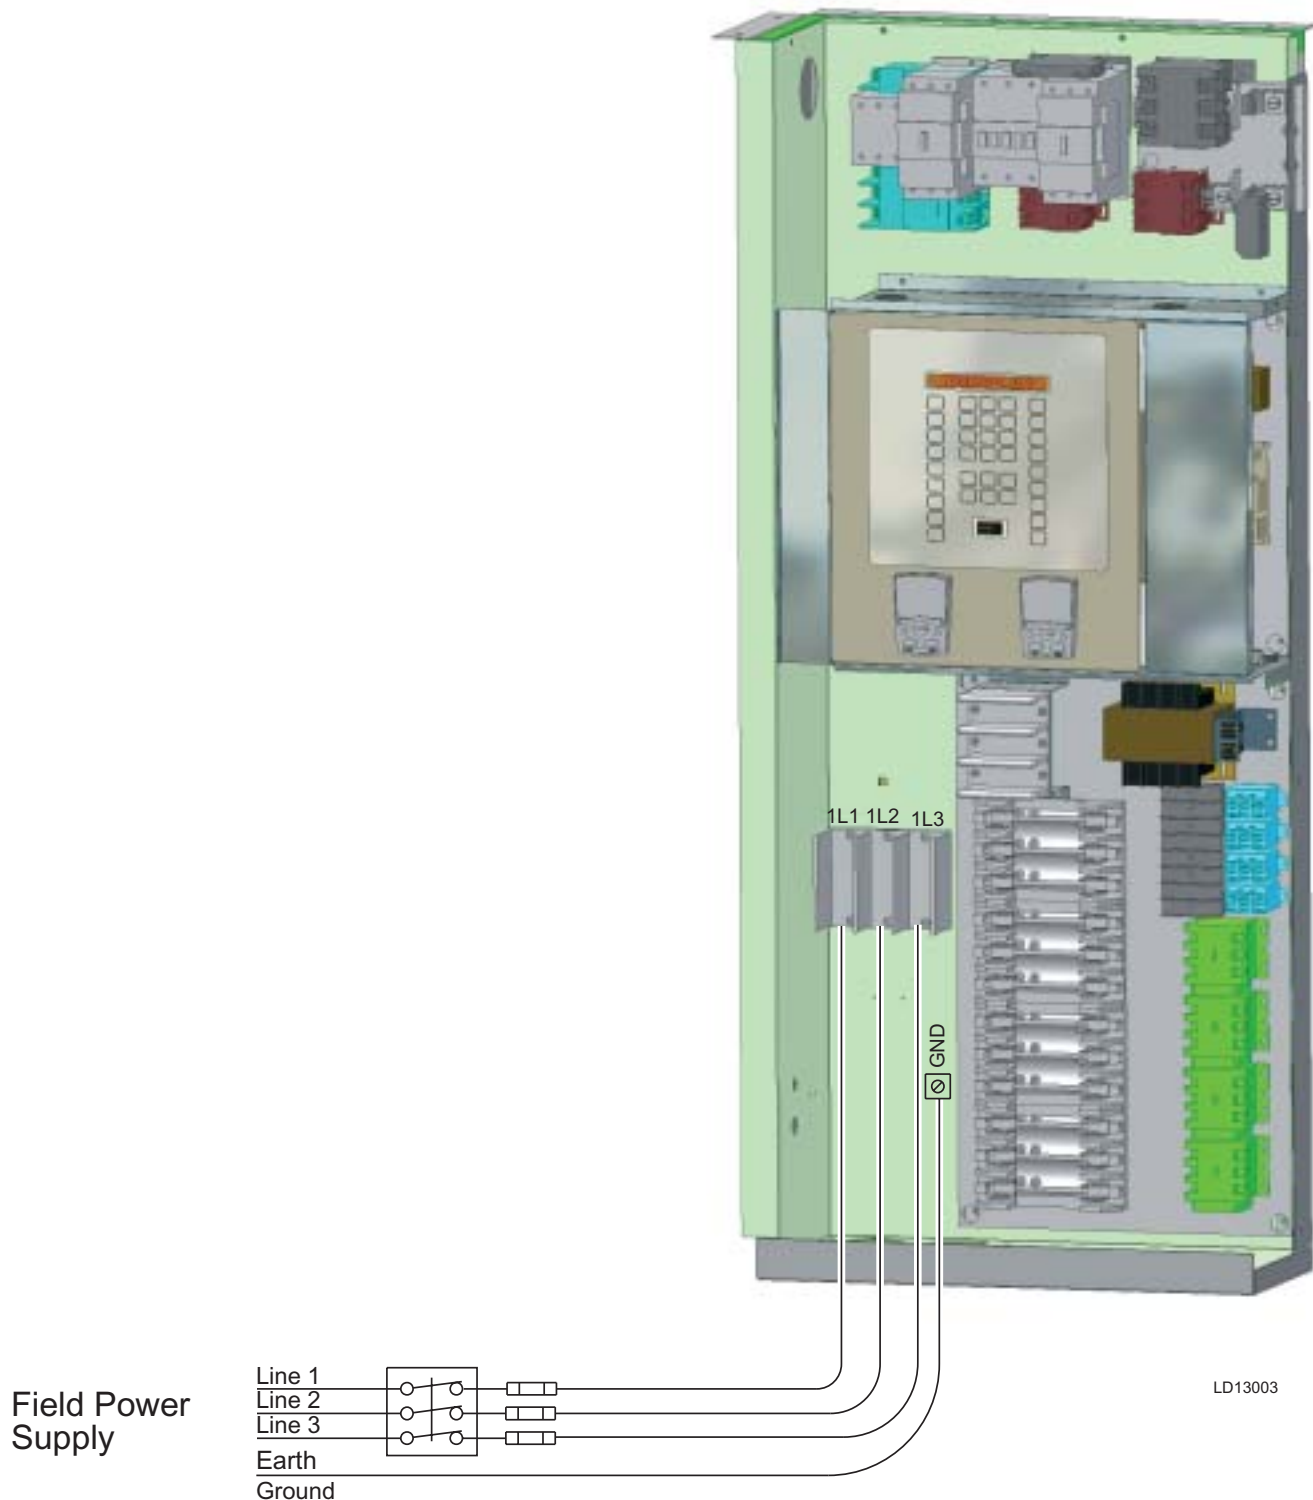 1L1 1L2 1L3
GND
Line 1
Line 2
Line 3
Field Power
Supply
Earth
Ground
LD13003